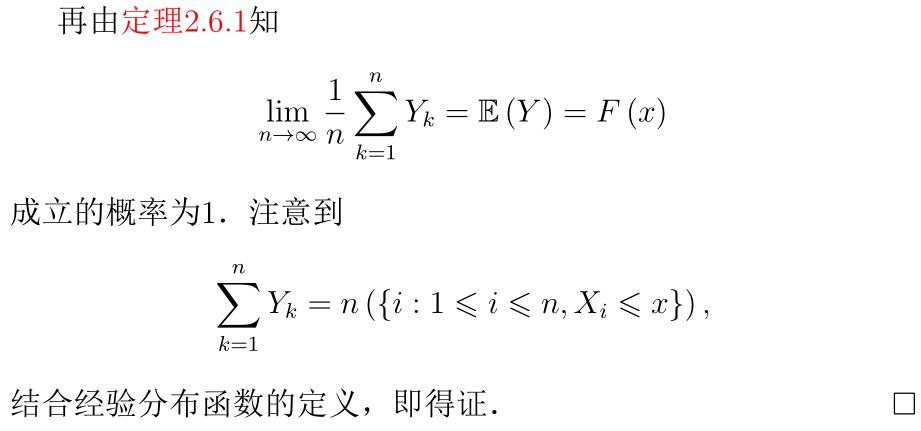 再由定理2.6.1知
$$\lim_{n\to\infty}\frac{1}{n}\sum_{k=1}^{n}Y_k=\mathbb{E}\left(Y\right)=F\left(x\right)$$
成立的概率为1．注意到
$$\sum_{k=1}^{n}Y_k=n\left(\{i:1\leqslant i\leqslant n,X_i\leqslant x\}\right),$$
结合经验分布函数的定义，即得证． □